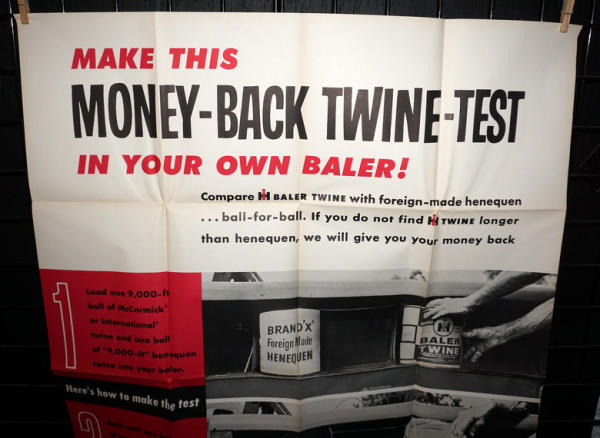 MAKE THIS
MONEY-BACK TWINE-TEST
IN YOUR OWN BALER!
Compare IH BALER TWINE with foreign-made henequen
...ball-for-ball. If you do not find IH TWINE longer
than henequen, we will give you your money back
1
Load one 9,000-ft
ball of McCormick®
or International®
twine and one ball
of "9,000-ft" henequen
twine into your baler.
BRAND "X"
Foreign Made
HENEQUEN
IH
BALER
TWINE
Here's how to make the test
2